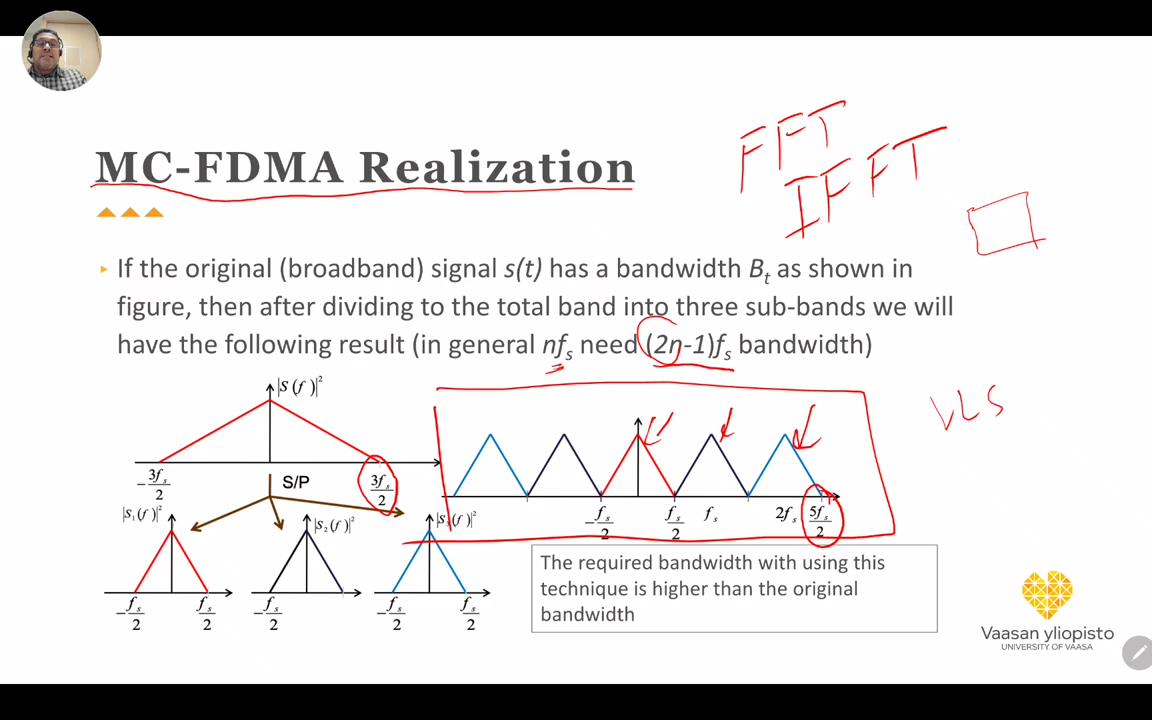 FFT
IFFT
MC-FDMA Realization
If the original (broadband) signal s(t) has a bandwidth Bₜ as shown in
figure, then after dividing to the total band into three sub-bands we will
have the following result (in general nfₛ need (2n-1)fₛ bandwidth)
|S(f)|²
-3fₛ/2
3fₛ/2
S/P
|S₁(f)|²
|S₂(f)|²
-fₛ/2
fₛ/2
-fₛ/2
-fₛ/2
fₛ/2
-fₛ/2
fₛ/2
fₛ
2fₛ
5fₛ/2
The required bandwidth with using this
technique is higher than the original
bandwidth
Vaasan yliopisto
UNIVERSITY OF VAASA